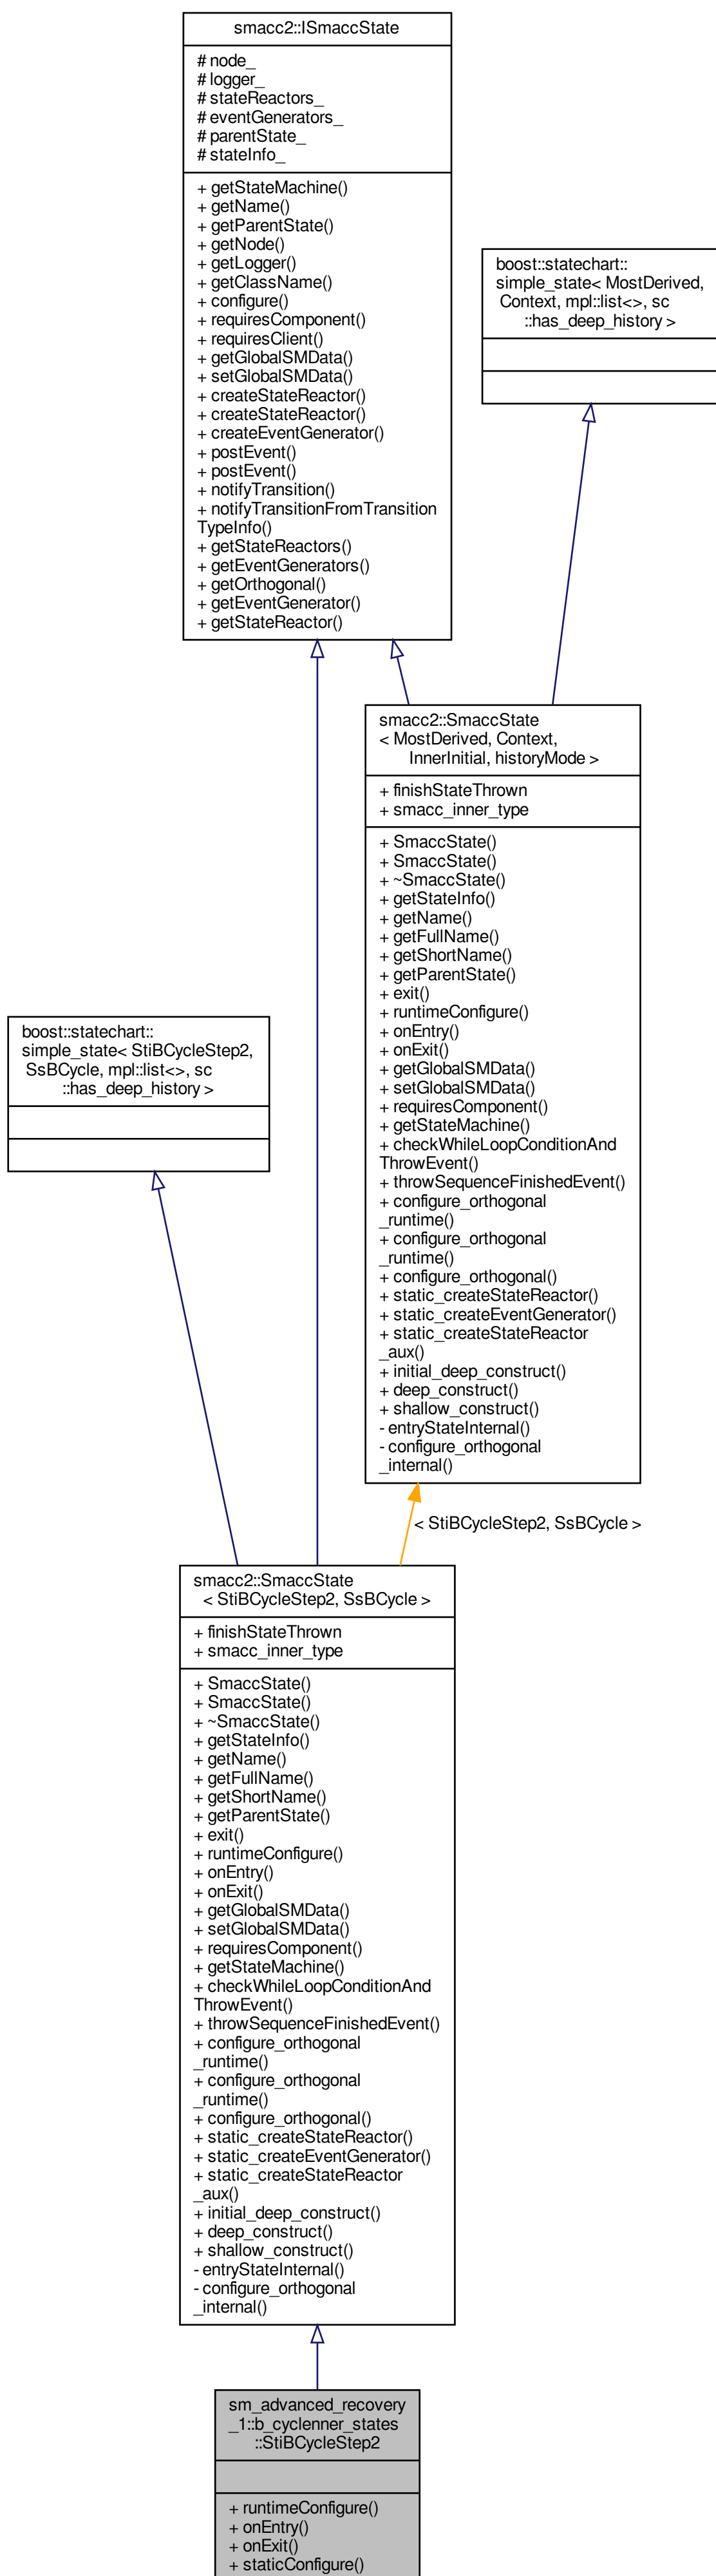 smacc2::ISmaccState
# node_
# logger_
# stateReactors_
# eventGenerators_
# parentState_
# stateInfo_
+ getStateMachine()
+ getName()
+ getParentState()
+ getNode()
+ getLogger()
+ getClassName()
+ configure()
+ requiresComponent()
+ requiresClient()
+ getGlobalSMData()
+ setGlobalSMData()
+ createStateReactor()
+ createStateReactor()
+ createEventGenerator()
+ postEvent()
+ postEvent()
+ notifyTransition()
+ notifyTransitionFromTransition
TypeInfo()
+ getStateReactors()
+ getEventGenerators()
+ getOrthogonal()
+ getEventGenerator()
+ getStateReactor()
boost::statechart::
simple_state< MostDerived,
Context, mpl::list<>, sc
::has_deep_history >
smacc2::SmaccState
< MostDerived, Context,
InnerInitial, historyMode >
+ finishStateThrown
+ smacc_inner_type
+ SmaccState()
+ SmaccState()
+ ~SmaccState()
+ getStateInfo()
+ getName()
+ getFullName()
+ getShortName()
+ getParentState()
+ exit()
+ runtimeConfigure()
+ onEntry()
+ onExit()
+ getGlobalSMData()
+ setGlobalSMData()
+ requiresComponent()
+ getStateMachine()
+ checkWhileLoopConditionAnd
ThrowEvent()
+ throwSequenceFinishedEvent()
+ configure_orthogonal
_runtime()
+ configure_orthogonal
_runtime()
+ configure_orthogonal()
+ static_createStateReactor()
+ static_createEventGenerator()
+ static_createStateReactor
_aux()
+ initial_deep_construct()
+ deep_construct()
+ shallow_construct()
- entryStateInternal()
- configure_orthogonal
_internal()
boost::statechart::
simple_state< StiBCycleStep2,
SsBCycle, mpl::list<>, sc
::has_deep_history >
< StiBCycleStep2, SsBCycle >
smacc2::SmaccState
< StiBCycleStep2, SsBCycle >
+ finishStateThrown
+ smacc_inner_type
+ SmaccState()
+ SmaccState()
+ ~SmaccState()
+ getStateInfo()
+ getName()
+ getFullName()
+ getShortName()
+ getParentState()
+ exit()
+ runtimeConfigure()
+ onEntry()
+ onExit()
+ getGlobalSMData()
+ setGlobalSMData()
+ requiresComponent()
+ getStateMachine()
+ checkWhileLoopConditionAnd
ThrowEvent()
+ throwSequenceFinishedEvent()
+ configure_orthogonal
_runtime()
+ configure_orthogonal
_runtime()
+ configure_orthogonal()
+ static_createStateReactor()
+ static_createEventGenerator()
+ static_createStateReactor
_aux()
+ initial_deep_construct()
+ deep_construct()
+ shallow_construct()
- entryStateInternal()
- configure_orthogonal
_internal()
sm_advanced_recovery
_1::b_cyclenner_states
::StiBCycleStep2
+ runtimeConfigure()
+ onEntry()
+ onExit()
+ staticConfigure()